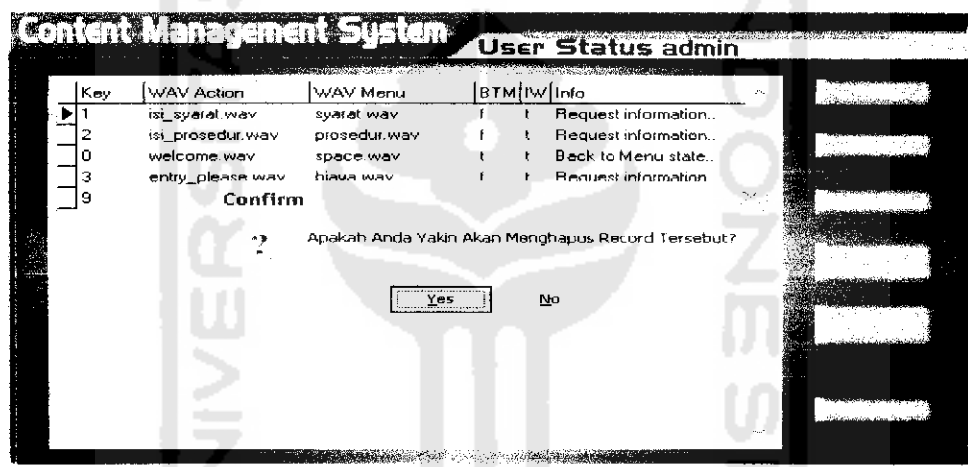 Content Management System
User Status admin
Key WAV Action WAV Menu BTM IW Info
1 isi_syarat.wav syarat.wav f t Request information..
2 isi_prosedur.wav prosedur.wav f t Request information..
0 welcome.wav space.wav t t Back to Menu state..
3 entry_please.wav biaya.wav f t Request information
9
Confirm
?
Apakah Anda Yakin Akan Menghapus Record Tersebut?
Yes No